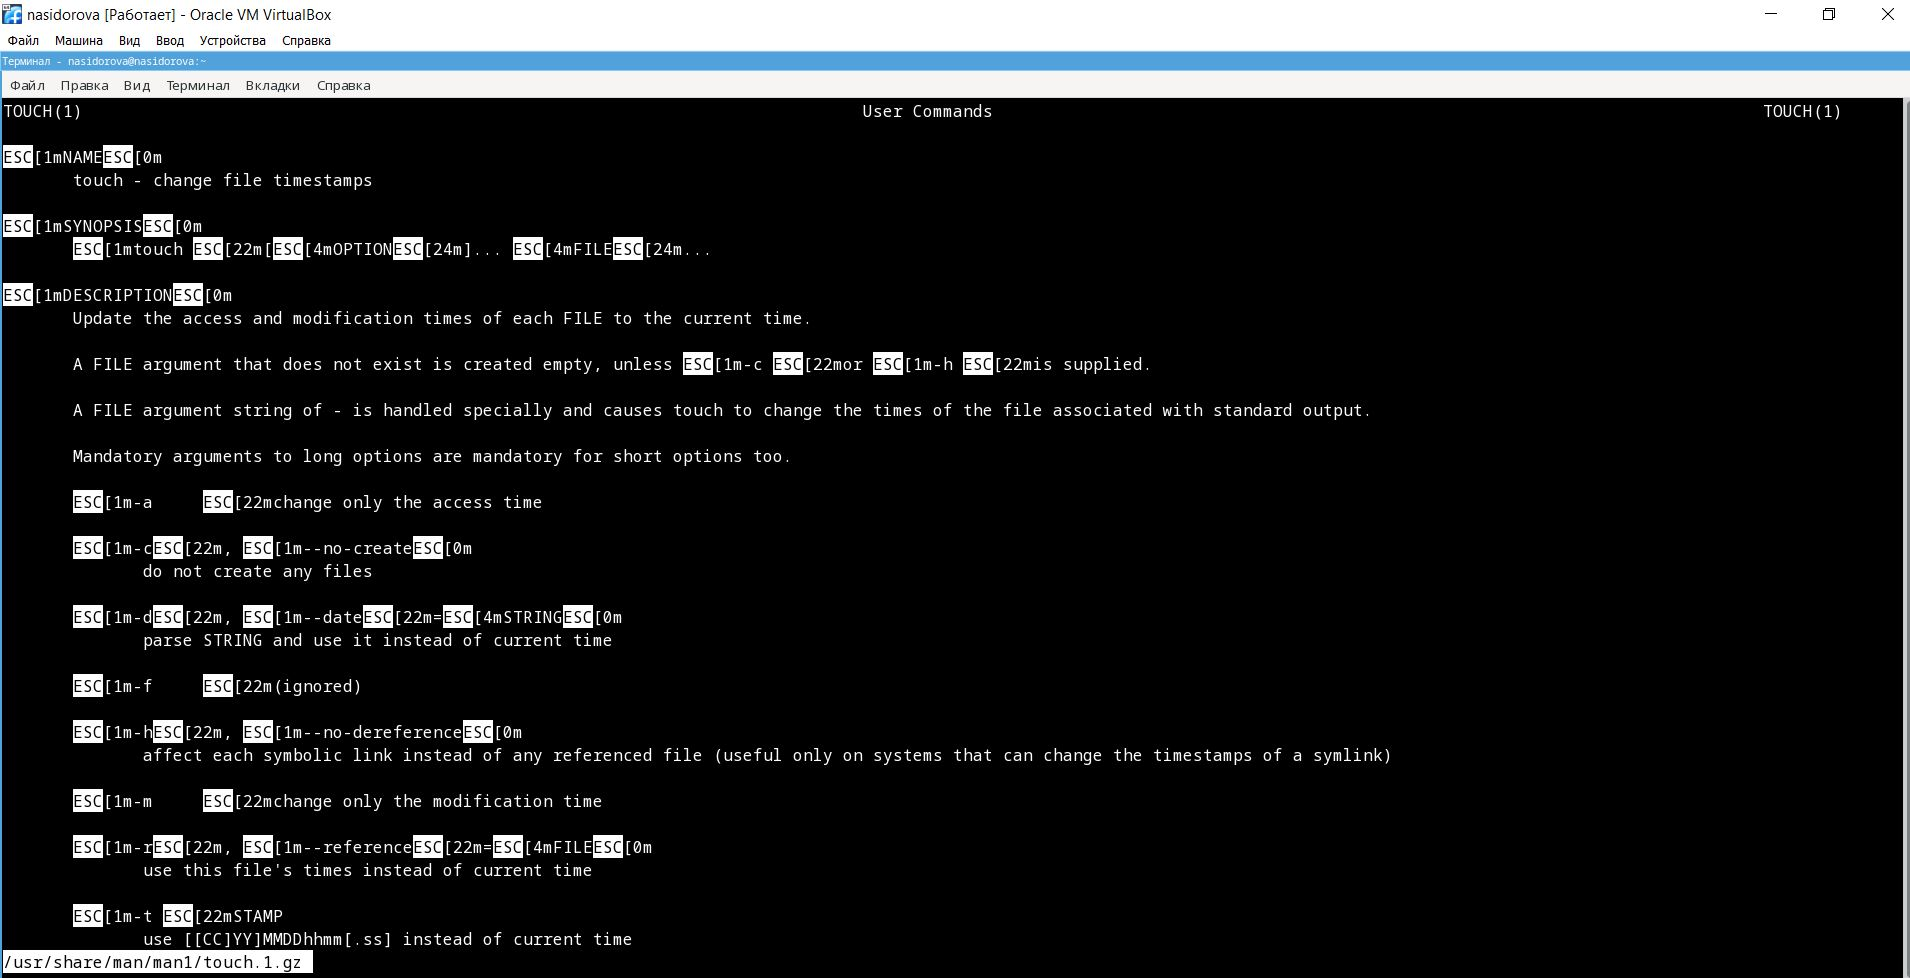 nasidorova [Работает] - Oracle VM VirtualBox
Файл Машина Вид Ввод Устройства Справка
Терминал - nasidorova@nasidorova:~
Файл Правка Вид Терминал Вкладки Справка
TOUCH(1) User Commands TOUCH(1)
ESC[1mNAMEESC[0m
touch - change file timestamps
ESC[1mSYNOPSISESC[0m
ESC[1mtouch ESC[22m[ESC[4mOPTIONESC[24m]... ESC[4mFILEESC[24m...
ESC[1mDESCRIPTIONESC[0m
Update the access and modification times of each FILE to the current time.
A FILE argument that does not exist is created empty, unless ESC[1m-c ESC[22mor ESC[1m-h ESC[22mis supplied.
A FILE argument string of - is handled specially and causes touch to change the times of the file associated with standard output.
Mandatory arguments to long options are mandatory for short options too.
ESC[1m-a ESC[22mchange only the access time
ESC[1m-cESC[22m, ESC[1m--no-createESC[0m
do not create any files
ESC[1m-dESC[22m, ESC[1m--dateESC[22m=ESC[4mSTRINGESC[0m
parse STRING and use it instead of current time
ESC[1m-f ESC[22m(ignored)
ESC[1m-hESC[22m, ESC[1m--no-dereferenceESC[0m
affect each symbolic link instead of any referenced file (useful only on systems that can change the timestamps of a symlink)
ESC[1m-m ESC[22mchange only the modification time
ESC[1m-rESC[22m, ESC[1m--referenceESC[22m=ESC[4mFILEESC[0m
use this file's times instead of current time
ESC[1m-t ESC[22mSTAMP
use [[CC]YY]MMDDhhmm[.ss] instead of current time
/usr/share/man/man1/touch.1.gz